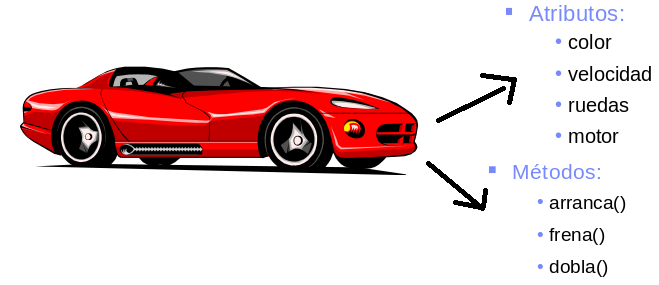 Atributos:
color
velocidad
ruedas
motor
Métodos:
arranca()
frena()
dobla()